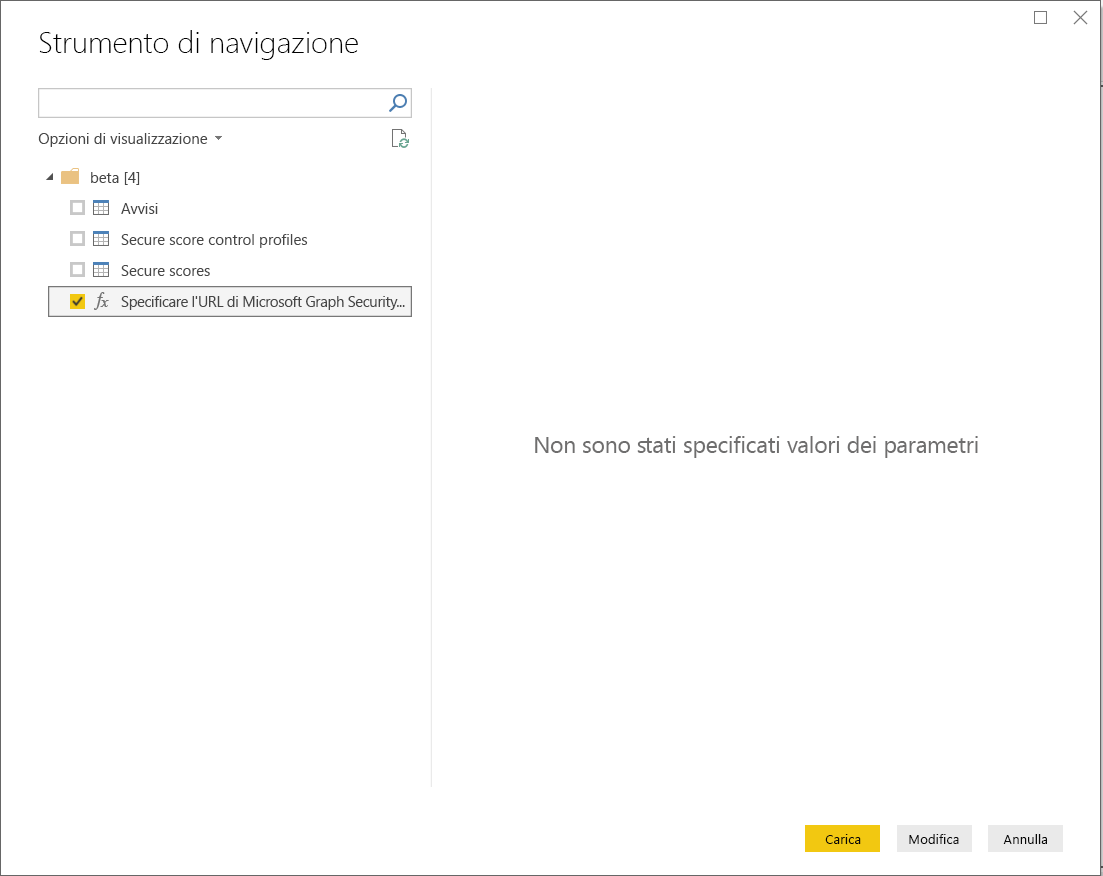 Strumento di navigazione
Opzioni di visualizzazione
beta [4]
Avvisi
Secure score control profiles
Secure scores
fx Specificare l'URL di Microsoft Graph Security...
Non sono stati specificati valori dei parametri
Carica Modifica Annulla